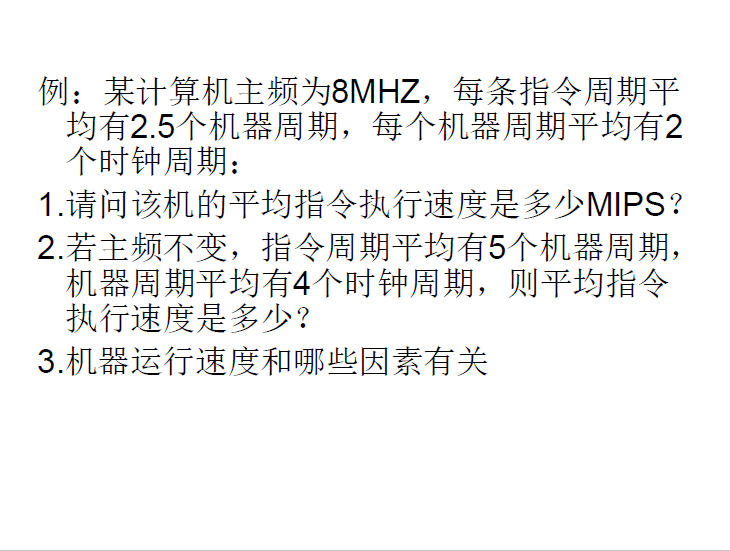 例：某计算机主频为8MHZ，每条指令周期平
均有2.5个机器周期，每个机器周期平均有2
个时钟周期：
1.请问该机的平均指令执行速度是多少MIPS？
2.若主频不变，指令周期平均有5个机器周期，
机器周期平均有4个时钟周期，则平均指令
执行速度是多少？
3.机器运行速度和哪些因素有关